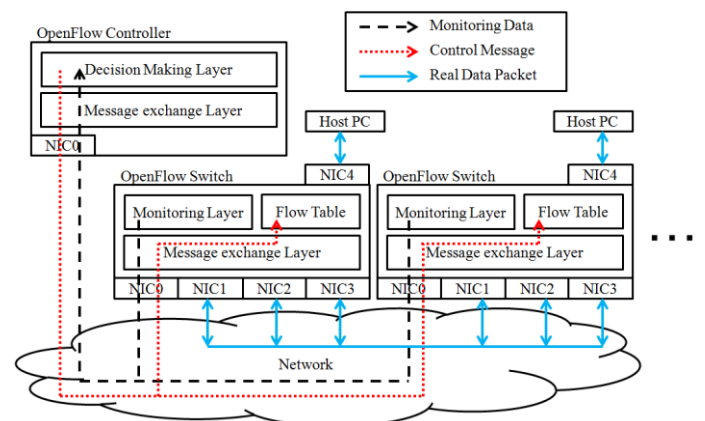 OpenFlow Controller
Decision Making Layer
Message exchange Layer
NIC0
Monitoring Data
Control Message
Real Data Packet
Host PC
Host PC
NIC4
NIC4
OpenFlow Switch
Monitoring Layer
Flow Table
Message exchange Layer
NIC0
NIC1
NIC2
NIC3
OpenFlow Switch
Monitoring Layer
Flow Table
Message exchange Layer
NIC0
NIC1
NIC2
NIC3
...
Network